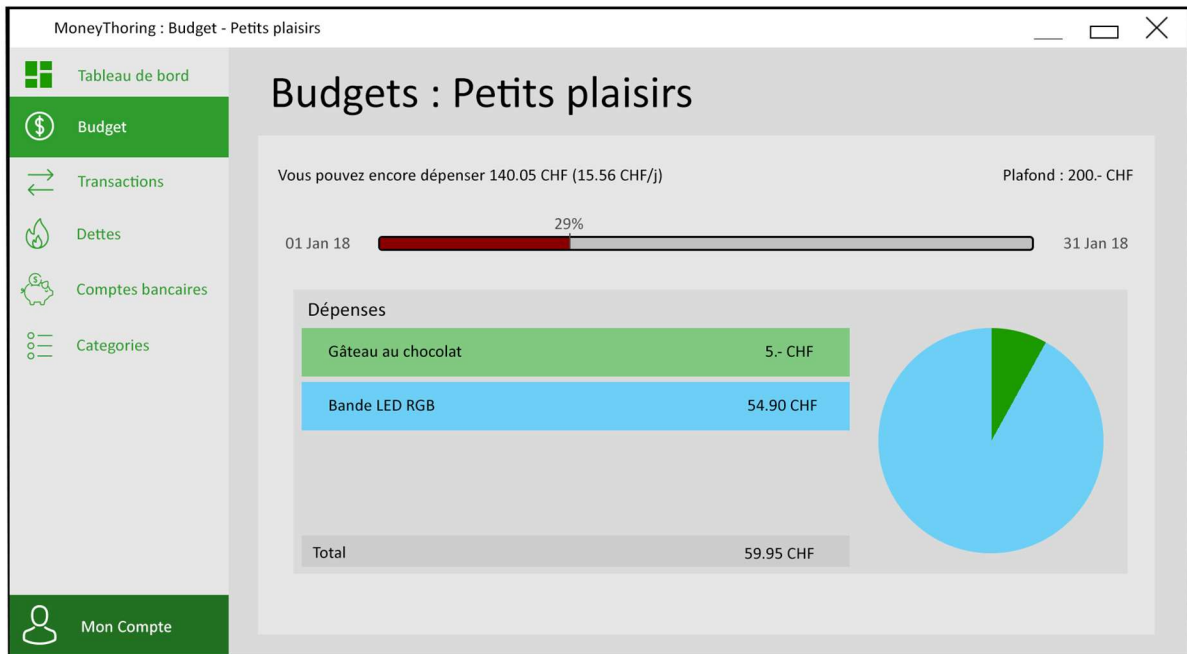 MoneyThoring : Budget - Petits plaisirs
Tableau de bord
Budget
Transactions
Dettes
Comptes bancaires
Categories
Mon Compte
Budgets : Petits plaisirs
Vous pouvez encore dépenser 140.05 CHF (15.56 CHF/j) Plafond : 200.- CHF
29%
01 Jan 18 31 Jan 18
Dépenses
Gâteau au chocolat 5.- CHF
Bande LED RGB 54.90 CHF
Total 59.95 CHF